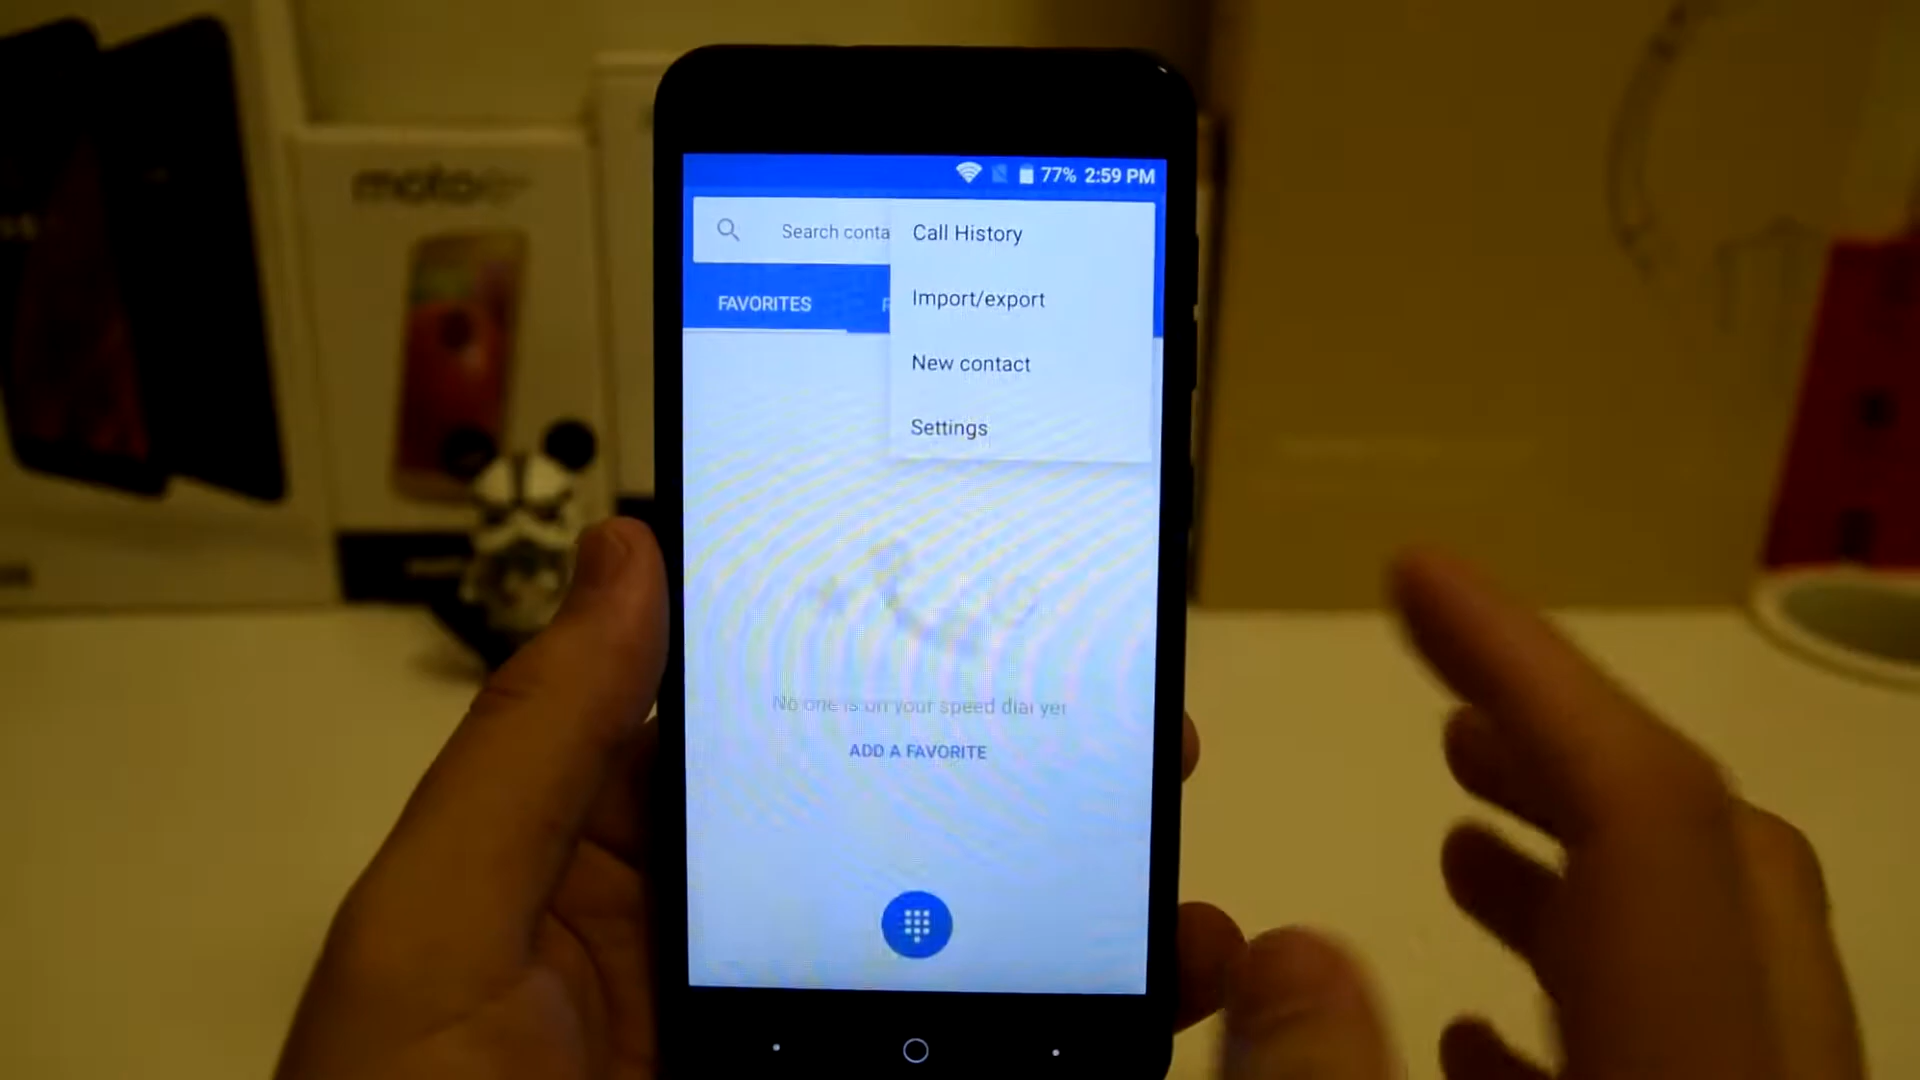 moto e
77% 2:59 PM
Search conta
Call History
FAVORITES
Import/export
New contact
Settings
No one is on your speed dial yet
ADD A FAVORITE